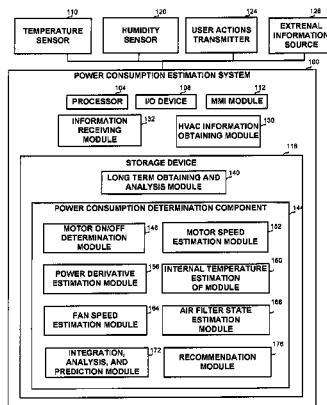 110
120
124
128
TEMPERATURE
SENSOR
HUMIDITY
SENSOR
USER ACTIONS
TRANSMITTER
EXTRENAL
INFORMATION
SOURCE
100
POWER CONSUMPTION ESTIMATION SYSTEM
104
108
112
PROCESSOR
I/O DEVICE
MMI MODULE
132
130
INFORMATION
RECEIVING
MODULE
HVAC INFORMATION
OBTAINING MODULE
118
STORAGE DEVICE
140
LONG TERM OBTAINING AND
ANALYSIS MODULE
144
POWER CONSUMPTION DETERMINATION COMPONENT
148
152
MOTOR ON/OFF
DETERMINATION
MODULE
MOTOR SPEED
ESTIMATION MODULE
156
160
POWER DERIVATIVE
ESTIMATION MODULE
INTERNAL TEMPERATURE
ESTIMATION
OF MODULE
164
168
FAN SPEED
ESTIMATION MODULE
AIR FILTER STATE
ESTIMATION
MODULE
172
176
INTEGRATION,
ANALYSIS, AND
PREDICTION MODULE
RECOMMENDATION
MODULE